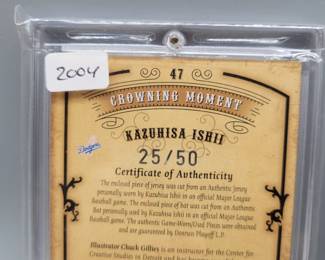 2004
47
CROWNING MOMENT
KAZUHISA ISHII
Dodgers
25/50
Certificate of Authenticity
The enclosed piece of jersey was cut from an Authentic Jersey
personally worn by Kazuhisa Ishii in an official Major League
Baseball game. The enclosed piece of bat was cut from an Authentic
Bat personally used by Kazuhisa Ishii in an official Major League
Baseball game. The authentic Game-Worn/Used Pieces were obtained
and are guaranteed by Donruss Playoff L.P.
Illustrator Chuck Gillies is an instructor for the Center for
Creative Studies in Detroit and has